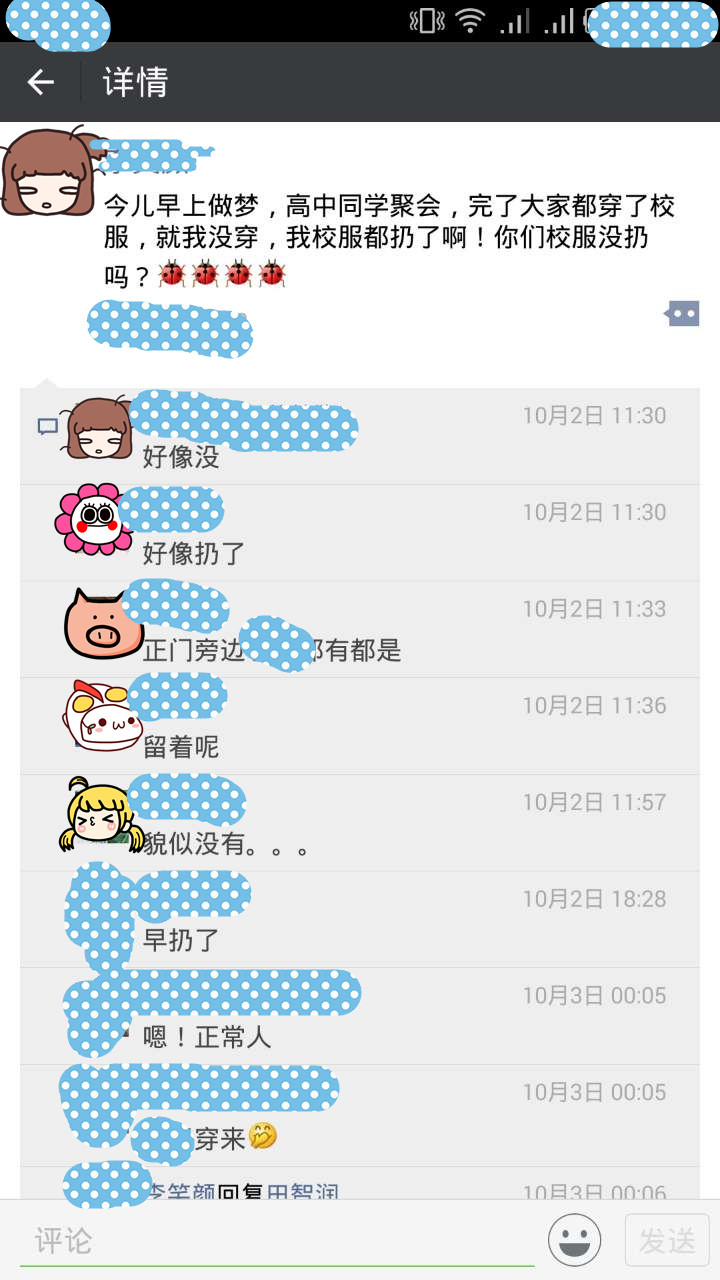 详情
今儿早上做梦，高中同学聚会，完了大家都穿了校
服，就我没穿，我校服都扔了啊！你们校服没扔
吗？
10月2日 11:30
好像没
10月2日 11:30
好像扔了
10月2日 11:33
正门旁边 都有都是
10月2日 11:36
留着呢
10月2日 11:57
貌似没有。。。
10月2日 18:28
早扔了
10月3日 00:05
嗯！正常人
10月3日 00:05
穿来
李笑颜回复田智润
10月3日 00:06
评论
发送